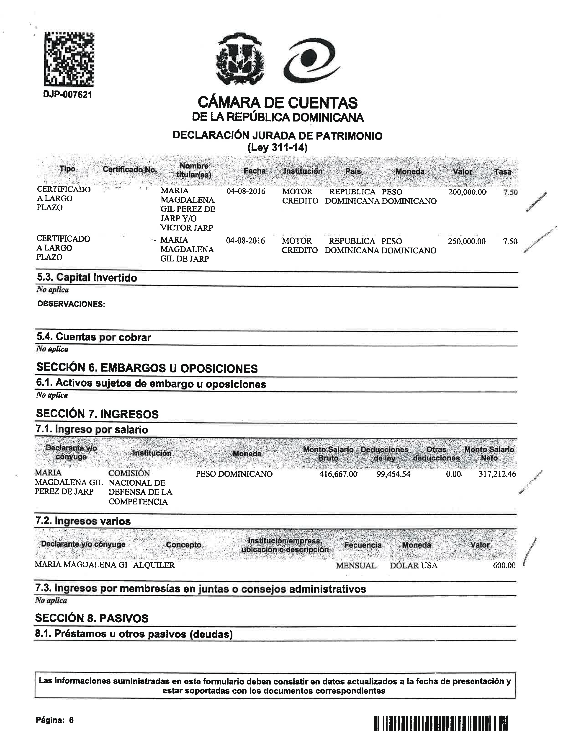 DJP-007621
CÁMARA DE CUENTAS
DE LA REPÚBLICA DOMINICANA
DECLARACIÓN JURADA DE PATRIMONIO
(Ley 311-14)
Tipo Certificado No. Nombre titular(es) Fecha Institución País Moneda Valor Tasa
CERTIFICADO A LARGO PLAZO - MARIA MAGDALENA GIL PEREZ DE JARP Y/O VICTOR JARP 04-08-2016 MOTOR CREDITO REPUBLICA DOMINICANA PESO DOMINICANO 200,000.00 7.50
CERTIFICADO A LARGO PLAZO - MARIA MAGDALENA GIL DE JARP 04-08-2016 MOTOR CREDITO REPUBLICA DOMINICANA PESO DOMINICANO 250,000.00 7.50
5.3. Capital Invertido
No aplica
OBSERVACIONES:
5.4. Cuentas por cobrar
No aplica
SECCIÓN 6. EMBARGOS U OPOSICIONES
6.1. Activos sujetos de embargo u oposiciones
No aplica
SECCIÓN 7. INGRESOS
7.1. Ingreso por salario
Declarante y/o cónyuge Institución Moneda Monto Salario Bruto Deducciones de ley Otras deducciones Monto Salario Neto
MARIA MAGDALENA GIL PEREZ DE JARP COMISIÓN NACIONAL DE DEFENSA DE LA COMPETENCIA PESO DOMINICANO 416,667.00 99,454.54 0.00 317,212.46
7.2. Ingresos varios
Declarante y/o cónyuge Concepto Institución/empresa, ubicación o descripción Fecuencia Moneda Valor
MARIA MAGDALENA GI ALQUILER MENSUAL DÓLAR USA 600.00
7.3. Ingresos por membresías en juntas o consejos administrativos
No aplica
SECCIÓN 8. PASIVOS
8.1. Préstamos u otros pasivos (deudas)
Las informaciones suministradas en este formulario deben consistir en datos actualizados a la fecha de presentación y
estar soportadas con los documentos correspondientes
Página: 6